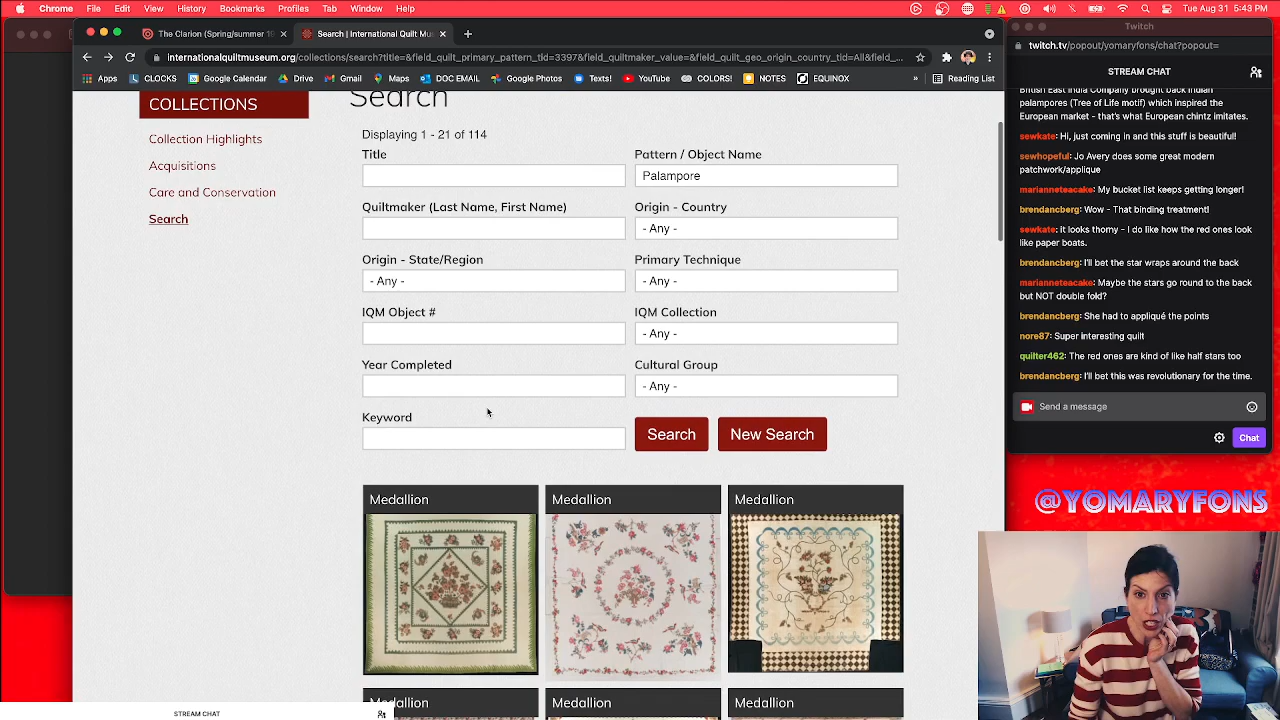 Chrome File Edit View History Bookmarks Profiles Tab Window Help
Tue Aug 31 5:43 PM
The Clarion (Spring/summer 19
Search | International Quilt Mus
internationalquiltmuseum.org/collections/search?title=&field_quilt_primary_pattern_tid=3397&field_quiltmaker_value=&field_quilt_geo_origin_country_tid=All&field_...
Apps CLOCKS Google Calendar Drive Gmail Maps DOC EMAIL Google Photos Texts! YouTube COLORS! NOTES EQUINOX » Reading List
COLLECTIONS
Collection Highlights
Acquisitions
Care and Conservation
Search
Search
Displaying 1 - 21 of 114
Title
Pattern / Object Name
Palampore
Quiltmaker (Last Name, First Name)
Origin - Country
- Any -
Origin - State/Region
Primary Technique
- Any -
- Any -
IQM Object #
IQM Collection
- Any -
Year Completed
Cultural Group
- Any -
Keyword
Search
New Search
Medallion
Medallion
Medallion
Medallion
Medallion
Medallion
STREAM CHAT
Twitch
twitch.tv/popout/yomaryfons/chat?popout=
STREAM CHAT
British East India Company brought back Indian
palampores (Tree of Life motif) which inspired the
European market - that's what European chintz imitates.
sewkate: Hi, just coming in and this stuff is beautiful!
sewhopeful: Jo Avery does some great modern
patchwork/applique
marianneteacake: My bucket list keeps getting longer!
brendancberg: Wow - That binding treatment!
sewkate: it looks thorny - I do like how the red ones look
like paper boats.
brendancberg: I'll bet the star wraps around the back
marianneteacake: Maybe the stars go round to the back
but NOT double fold?
brendancberg: She had to appliqué the points
nore87: Super interesting quilt
quilter462: The red ones are kind of like half stars too
brendancberg: I'll bet this was revolutionary for the time.
Send a message
Chat
@YOMARYFONS